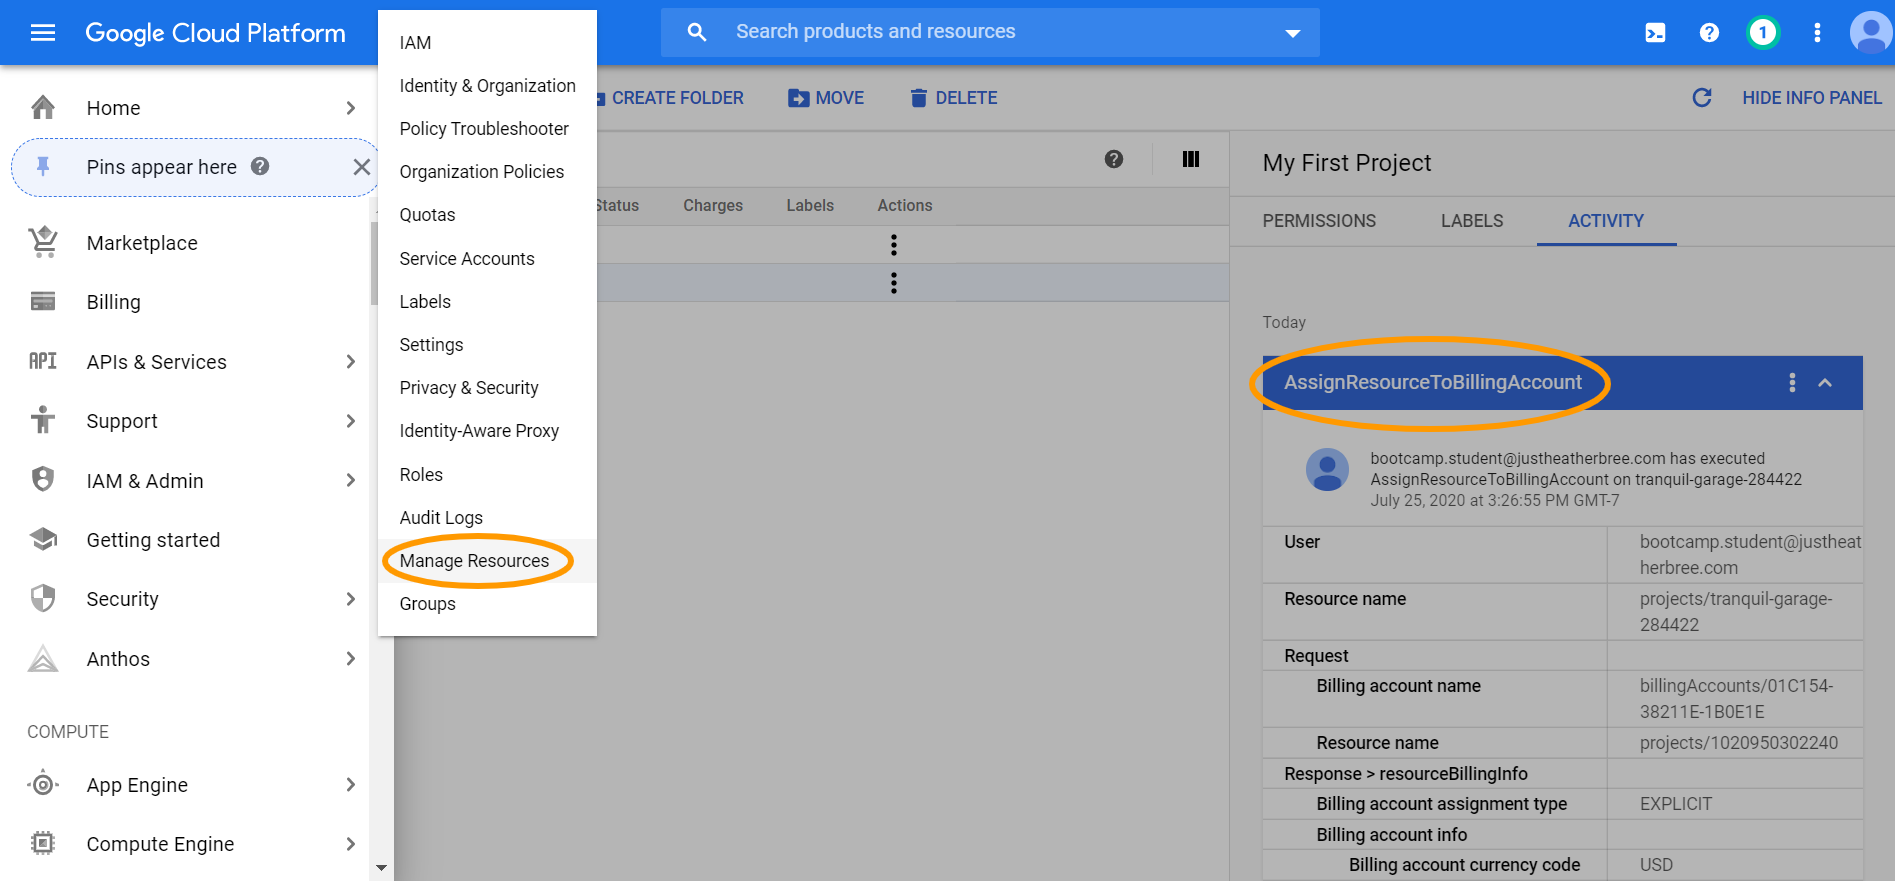 Google Cloud Platform
Search products and resources
1
Home
Pins appear here
Marketplace
Billing
API
APIs & Services
Support
IAM & Admin
Getting started
Security
Anthos
COMPUTE
App Engine
Compute Engine
IAM
Identity & Organization
Policy Troubleshooter
Organization Policies
Quotas
Service Accounts
Labels
Settings
Privacy & Security
Identity-Aware Proxy
Roles
Audit Logs
Manage Resources
Groups
CREATE FOLDER MOVE DELETE
HIDE INFO PANEL
Status Charges Labels Actions
My First Project
PERMISSIONS LABELS ACTIVITY
Today
AssignResourceToBillingAccount
bootcamp.student@justheatherbree.com has executed
AssignResourceToBillingAccount on tranquil-garage-284422
July 25, 2020 at 3:26:55 PM GMT-7
User bootcamp.student@justheat
herbree.com
Resource name projects/tranquil-garage-
284422
Request
Billing account name billingAccounts/01C154-
38211E-1B0E1E
Resource name projects/1020950302240
Response > resourceBillingInfo
Billing account assignment type EXPLICIT
Billing account info
Billing account currency code USD